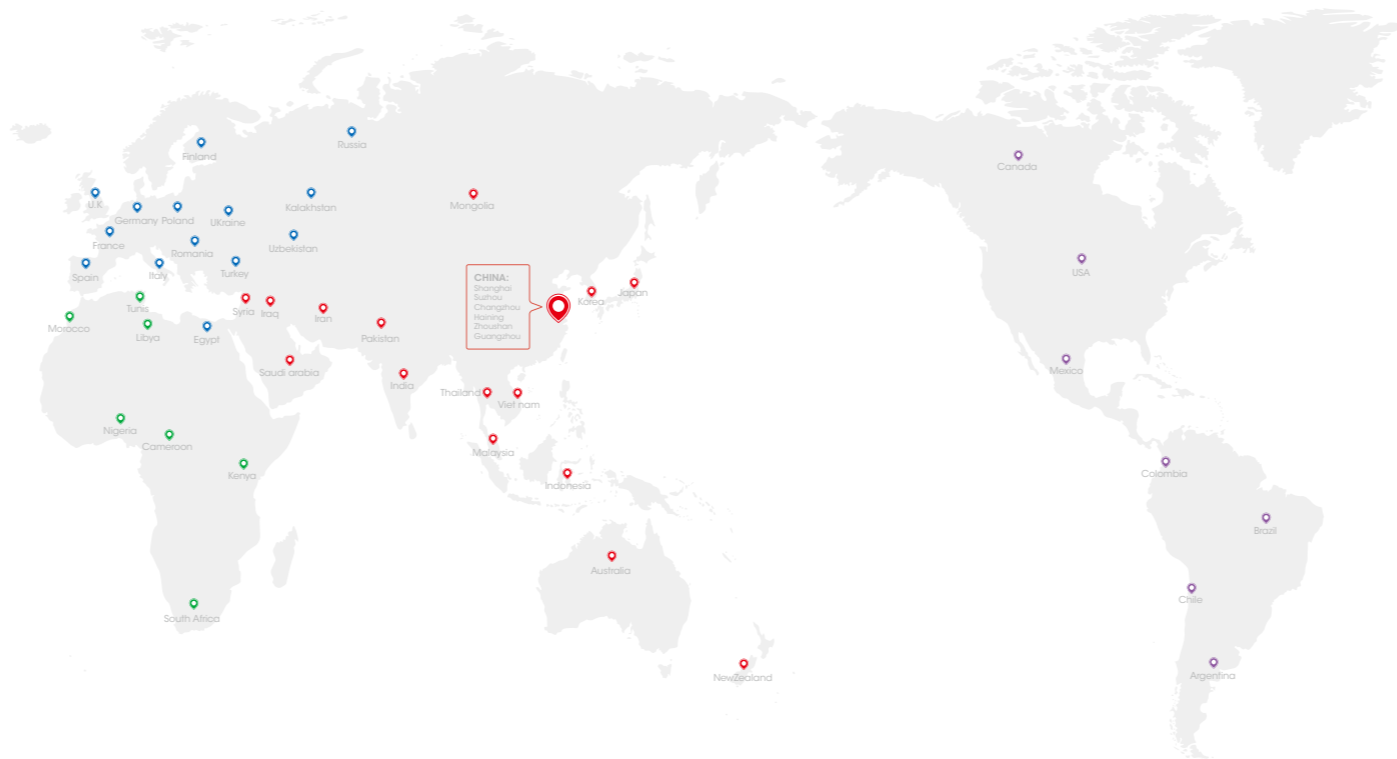 Finland
Russia
Canada
U.K
Germany
Poland
UKraine
Kalakhstan
Mongolia
France
Romania
Uzbekistan
Spain
Italy
Turkey
USA
CHINA:
Shanghai
Suzhou
Changzhou
Haining
Zhoushan
Guangzhou
Korea
Japan
Tunis
Syria
Iraq
Iran
Morocco
Libya
Egypt
Pakistan
Saudi arabia
India
Mexico
Thailand
Viet nam
Nigeria
Cameroon
Malaysia
Kenya
Indonesia
Colombia
Brazil
Australia
Chile
South Africa
NewZealand
Argentina